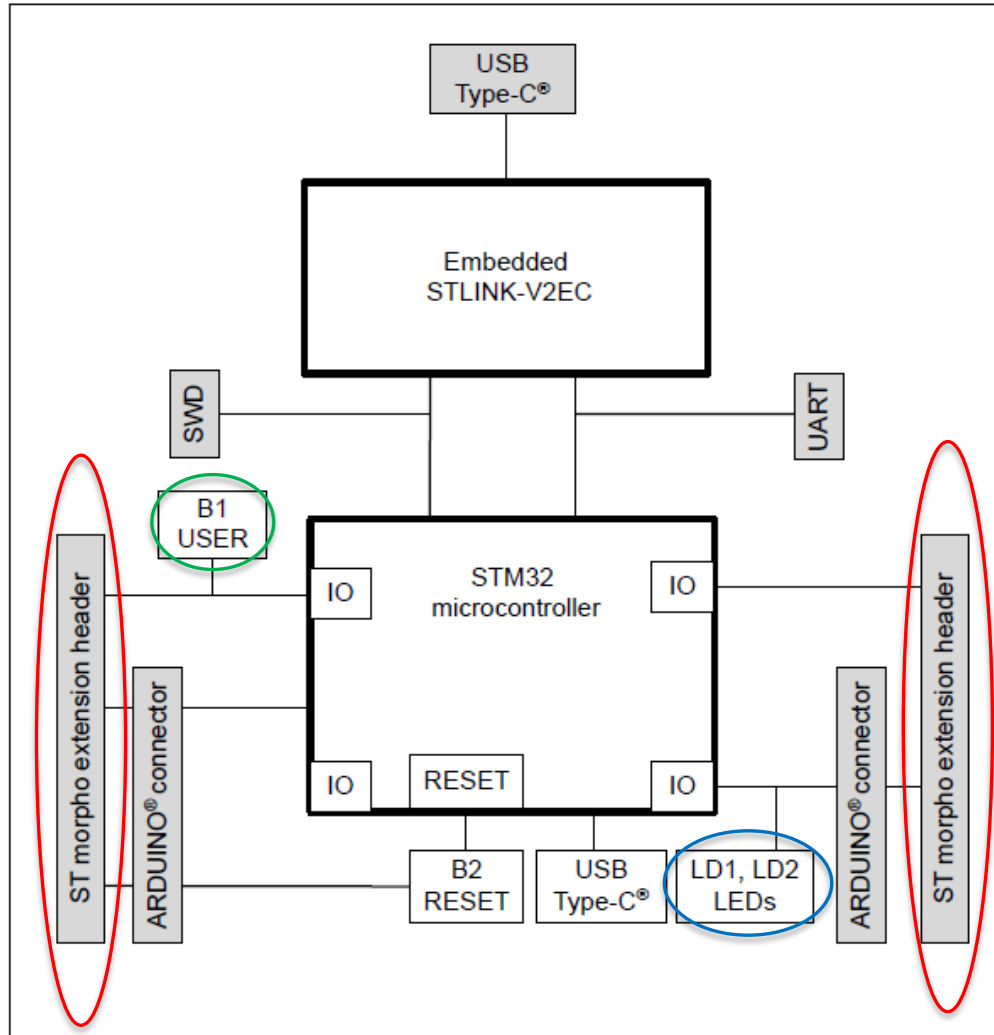 USB
Type-C®
Embedded
STLINK-V2EC
SWD
UART
B1
USER
STM32
microcontroller
IO
IO
ST morpho extension header
ARDUINO® connector
IO
RESET
IO
ARDUINO® connector
ST morpho extension header
B2
RESET
USB
Type-C®
LD1, LD2
LEDs